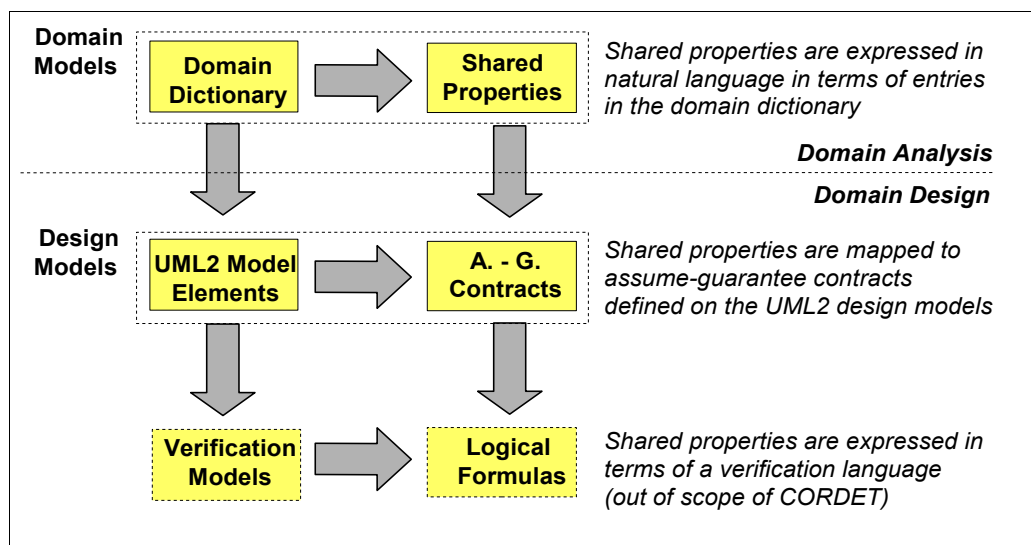 Domain
Models
Domain
Dictionary
Shared
Properties
Shared properties are expressed in
natural language in terms of entries
in the domain dictionary
Domain Analysis
Domain Design
Design
Models
UML2 Model
Elements
A. - G.
Contracts
Shared properties are mapped to
assume-guarantee contracts
defined on the UML2 design models
Verification
Models
Logical
Formulas
Shared properties are expressed in
terms of a verification language
(out of scope of CORDET)